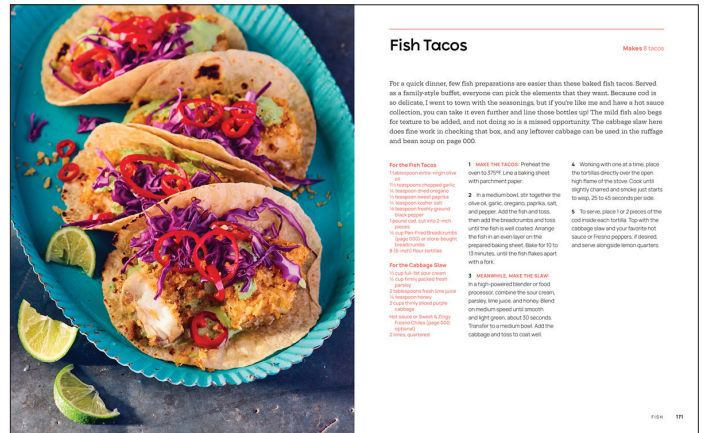 Fish Tacos
Makes 8 tacos
For a quick dinner, few fish preparations are easier than these baked fish tacos. Served
as a family-style buffet, everyone can pick the elements that they want. Because cod is
so delicate, I went to town with the seasonings, but if you're like me and have a hot sauce
collection, you can take it even further and line those bottles up! The mild fish also begs
for texture to be added, and not doing so is a missed opportunity. The cabbage slaw here
does fine work in checking that box, and any leftover cabbage can be used in the ruffage
and bean soup on page 000.
For the Fish Tacos
1 tablespoon extra-virgin olive
oil
1½ teaspoons chopped garlic
teaspoon dried oregano
teaspoon sweet paprika
teaspoon kosher salt
teaspoon freshly ground
black pepper
1 pound cod, cut into 2-inch
pieces
cup Pan-Fried Breadcrumbs
(page 000) or store-bought
breadcrumbs
8 (6-inch) flour tortillas
For the Cabbage Slaw
cup full-fat sour cream
cup firmly packed fresh
parsley
2 tablespoons fresh lime juice
teaspoon honey
2 cups thinly sliced purple
cabbage
Hot sauce or Sweet & Zingy
Fresno Chiles (page 000;
optional)
2 limes, quartered
1 MAKE THE TACOS: Preheat the
oven to 375°F. Line a baking sheet
with parchment paper.
2 In a medium bowl, stir together the
olive oil, garlic, oregano, paprika, salt,
and pepper. Add the fish and toss,
then add the breadcrumbs and toss
until the fish is well coated. Arrange
the fish in an even layer on the
prepared baking sheet. Bake for 10 to
13 minutes, until the fish flakes apart
with a fork.
3 MEANWHILE, MAKE THE SLAW:
In a high-powered blender or food
processor, combine the sour cream,
parsley, lime juice, and honey. Blend
on medium speed until smooth
and light green, about 30 seconds.
Transfer to a medium bowl. Add the
cabbage and toss to coat well.
4 Working with one at a time, place
the tortillas directly over the open
high flame of the stove. Cook until
slightly charred and smoke just starts
to wisp, 25 to 45 seconds per side.
5 To serve, place 1 or 2 pieces of the
cod inside each tortilla. Top with the
cabbage slaw and your favorite hot
sauce or Fresno peppers, if desired,
and serve alongside lemon quarters.
FISH 171